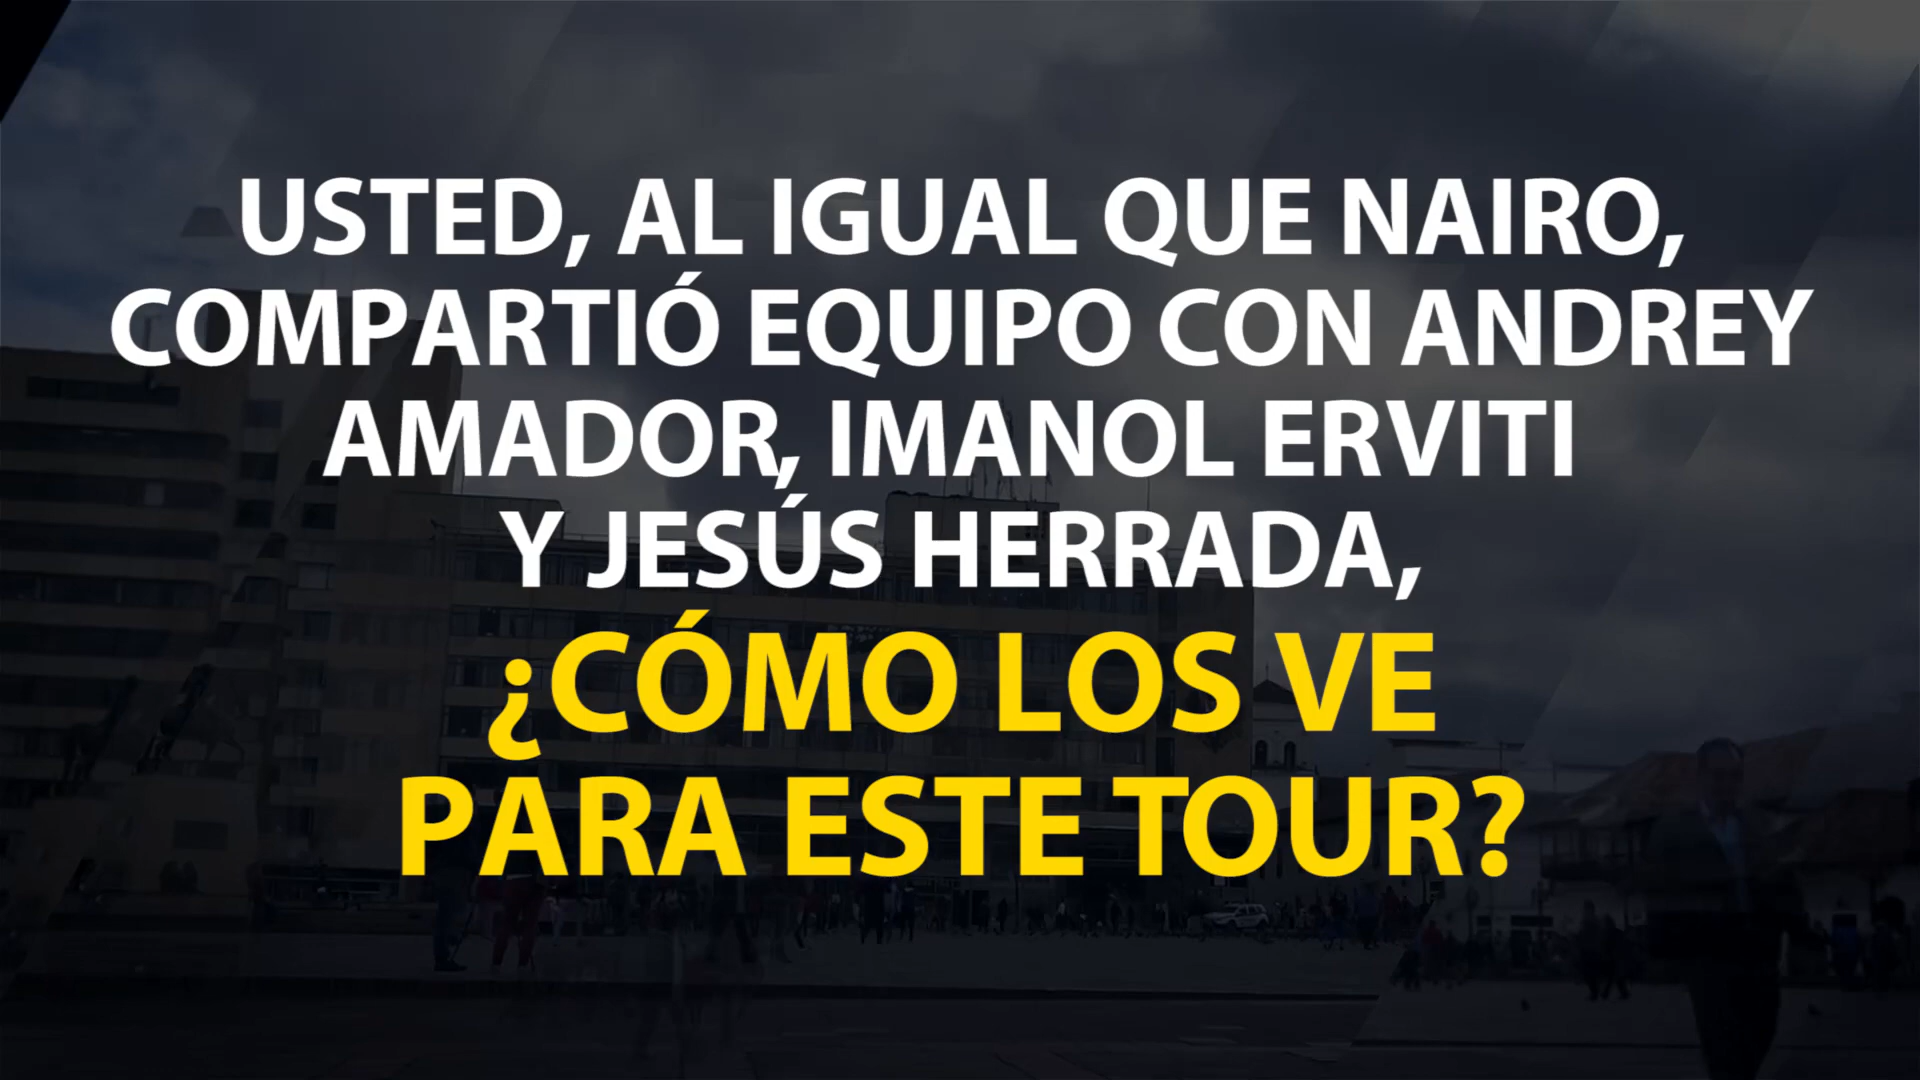 USTED, AL IGUAL QUE NAIRO,
COMPARTIÓ EQUIPO CON ANDREY
AMADOR, IMANOL ERVITI
Y JESÚS HERRADA,
¿CÓMO LOS VE
PARA ESTE TOUR?